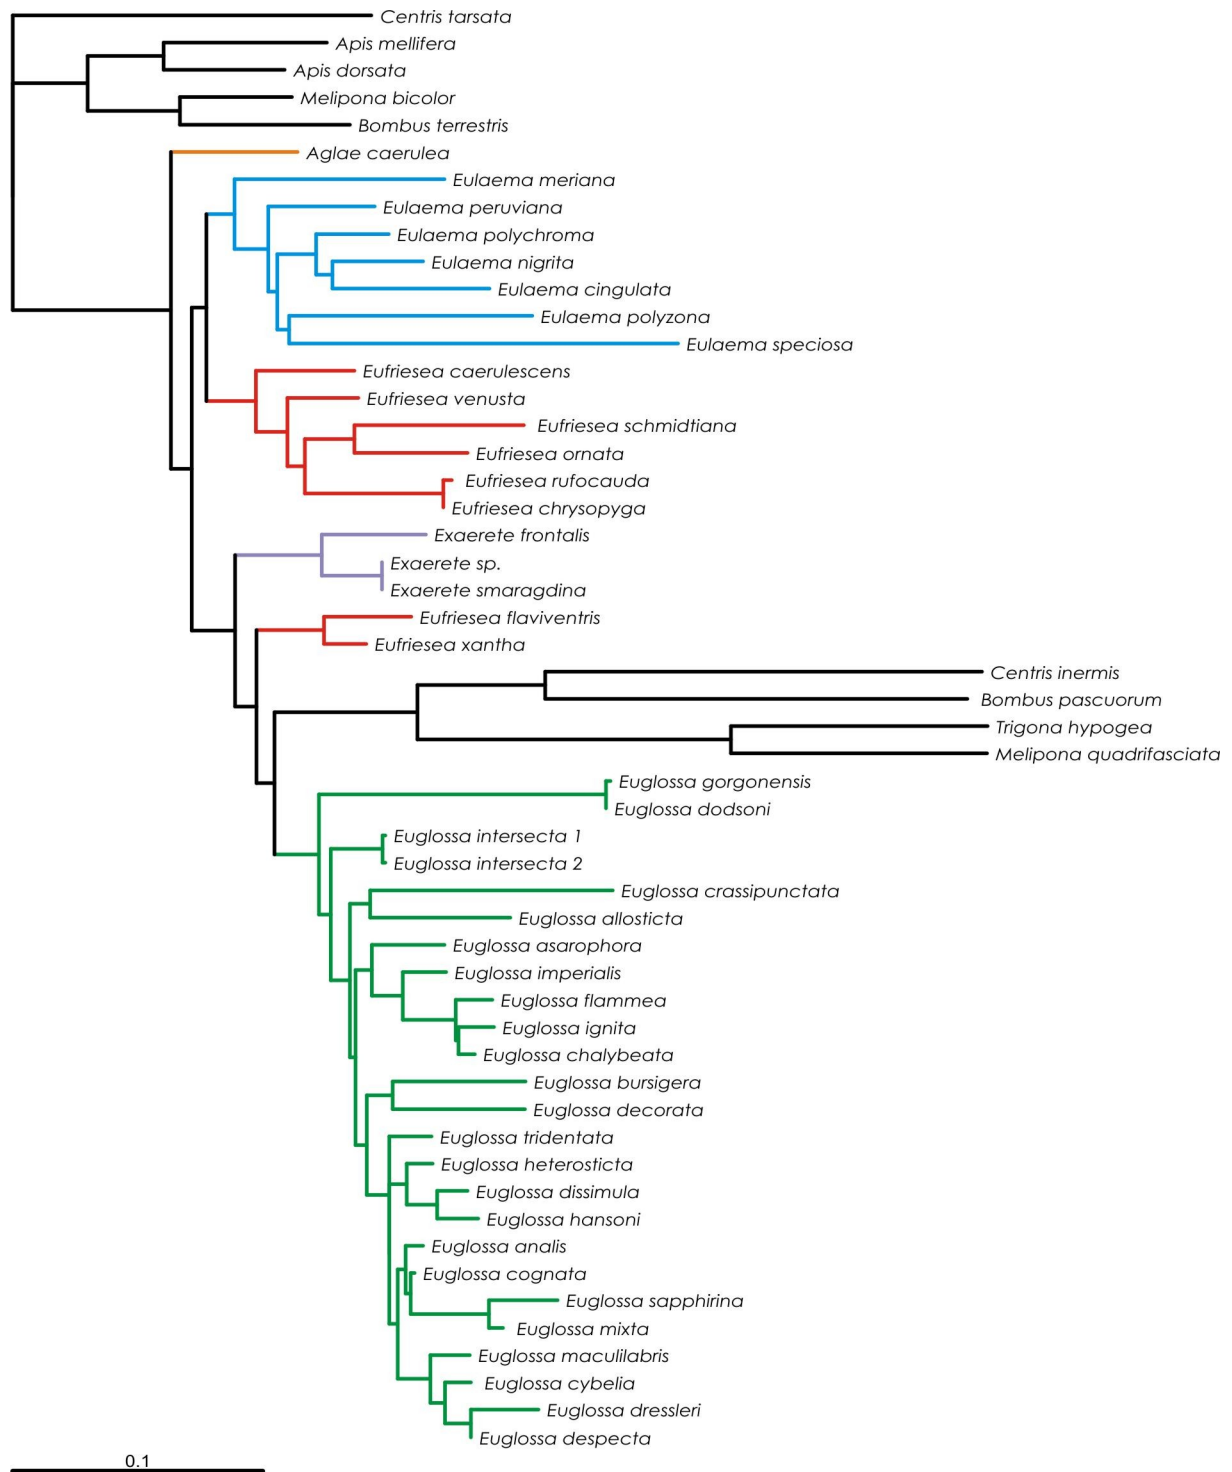 Centris tarsata
Apis mellifera
Apis dorsata
Melipona bicolor
Bombus terrestris
Aglae caerulea
Eulaema meriana
Eulaema peruviana
Eulaema polychroma
Eulaema nigrita
Eulaema cingulata
Eulaema polyzona
Eulaema speciosa
Eufriesea caerulescens
Eufriesea venusta
Eufriesea schmidtiana
Eufriesea ornata
Eufriesea rufocauda
Eufriesea chrysopyga
Exaerete frontalis
Exaerete sp.
Exaerete smaragdina
Eufriesea flaviventris
Eufriesea xantha
Centris inermis
Bombus pascuorum
Trigona hypogea
Melipona quadrifasciata
Euglossa gorgonensis
Euglossa dodsoni
Euglossa intersecta 1
Euglossa intersecta 2
Euglossa crassipunctata
Euglossa allosticta
Euglossa asarophora
Euglossa imperialis
Euglossa flammea
Euglossa ignita
Euglossa chalybeata
Euglossa bursigera
Euglossa decorata
Euglossa tridentata
Euglossa heterosticta
Euglossa dissimula
Euglossa hansoni
Euglossa analis
Euglossa cognata
Euglossa sapphirina
Euglossa mixta
Euglossa maculilabris
Euglossa cybelia
Euglossa dressleri
Euglossa despecta
0.1